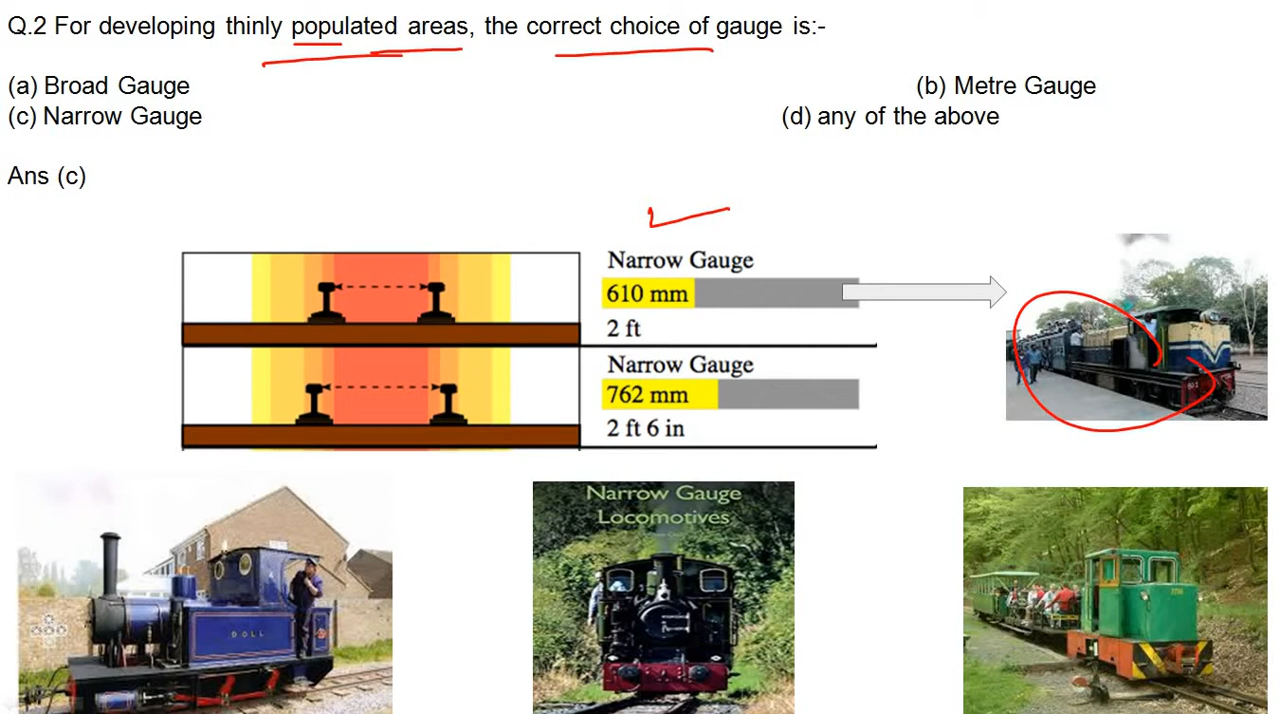 Q.2 For developing thinly populated areas, the correct choice of gauge is:-
(a) Broad Gauge (b) Metre Gauge
(c) Narrow Gauge (d) any of the above
Ans (c)
Narrow Gauge
610 mm
2 ft
Narrow Gauge
762 mm
2 ft 6 in
Narrow Gauge
Locomotives
DOLL